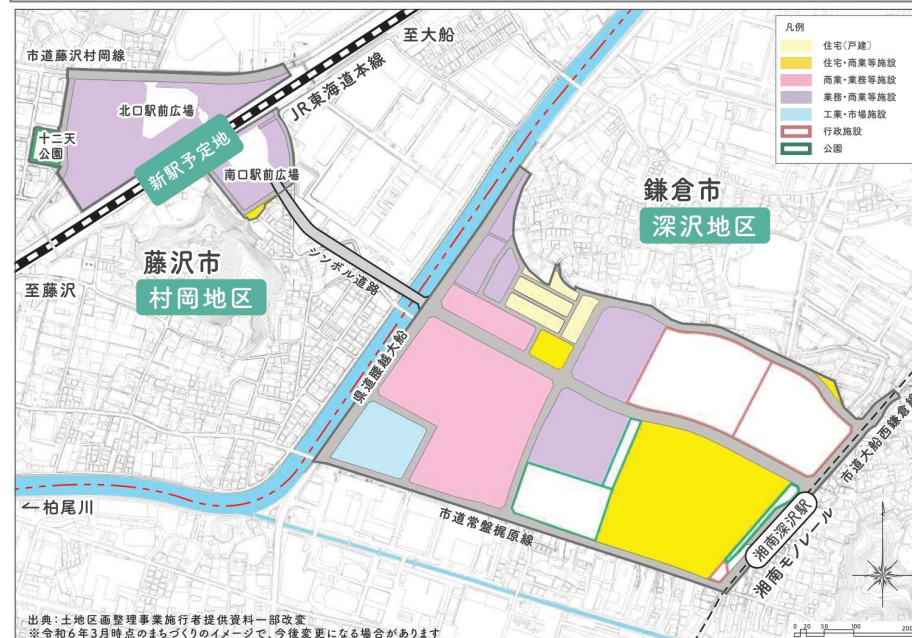 市道藤沢村岡線
至大船
JR東海道本線
北口駅前広場
十二天
公園
新駅予定地
南口駅前広場
藤沢市
村岡地区
至藤沢
シンボル道路
県道腰越大船
鎌倉市
深沢地区
凡例
住宅(戸建)
住宅・商業等施設
商業・業務等施設
業務・商業等施設
工業・市場施設
行政施設
公園
市道大船西鎌倉線
湘南深沢駅
湘南モノレール
市道常盤梶原線
←柏尾川
出典:土地区画整理事業施行者提供資料一部改変
※令和6年3月時点のまちづくりのイメージで、今後変更になる場合があります
0 20 50 100 200